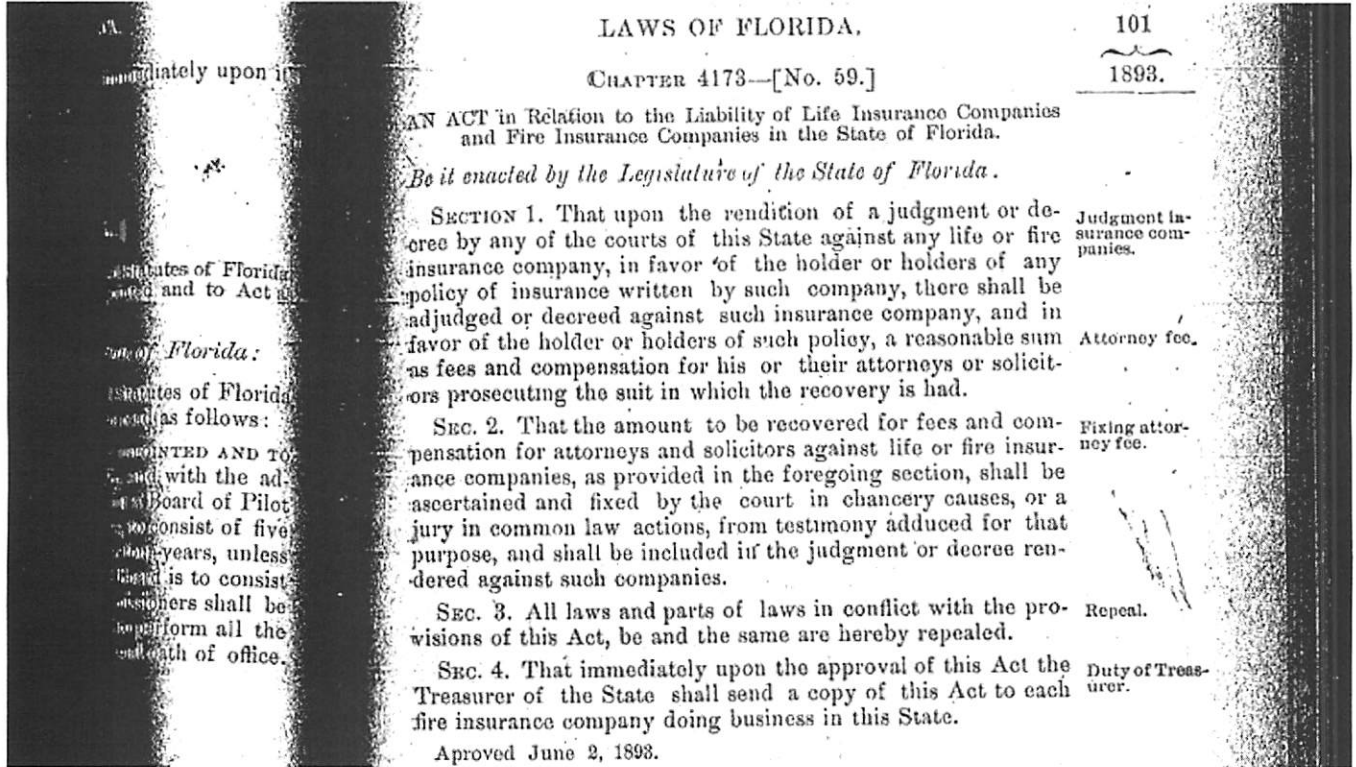 LAWS OF FLORIDA.
101
1893.
CHAPTER 4173—[No. 59.]
AN ACT in Relation to the Liability of Life Insurance Companies
and Fire Insurance Companies in the State of Florida.
Be it enacted by the Legislature of the State of Florida.
SECTION 1. That upon the rendition of a judgment or de-
cree by any of the courts of this State against any life or fire
insurance company, in favor of the holder or holders of any
policy of insurance written by such company, there shall be
adjudged or decreed against such insurance company, and in
favor of the holder or holders of such policy, a reasonable sum
as fees and compensation for his or their attorneys or solicit-
ors prosecuting the suit in which the recovery is had.
Judgment in-
surance com-
panies.
Attorney fee.
SEC. 2. That the amount to be recovered for fees and com-
pensation for attorneys and solicitors against life or fire insur-
ance companies, as provided in the foregoing section, shall be
ascertained and fixed by the court in chancery causes, or a
jury in common law actions, from testimony adduced for that
purpose, and shall be included in the judgment or decree ren-
dered against such companies.
Fixing attor-
ney fee.
SEC. 3. All laws and parts of laws in conflict with the pro-
visions of this Act, be and the same are hereby repealed.
Repeal.
SEC. 4. That immediately upon the approval of this Act the
Treasurer of the State shall send a copy of this Act to each
fire insurance company doing business in this State.
Duty of Treas-
urer.
Aproved June 2, 1893.
upon
of Florida
and to Act
of Florida:
of Florida
as follows:
AND TO
with the ad-
Board of Pilot
consist of five
years, unless
is to consist
shall be
all the
of office.